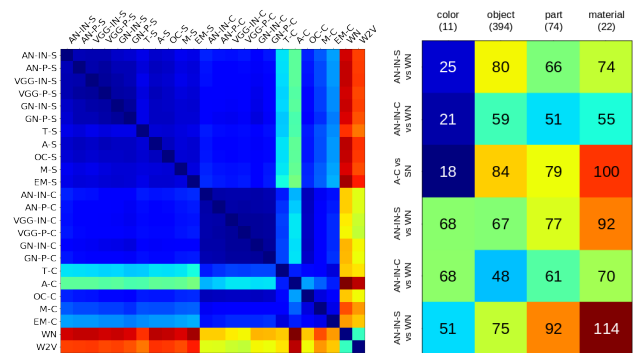 AN-IN-S
AN-P-S
VGG-IN-S
VGG-P-S
GN-IN-S
GN-P-S
T-S
A-S
OC-S
M-S
EM-S
AN-IN-C
AN-P-C
VGG-IN-C
VGG-P-C
GN-IN-C
GN-P-C
T-C
A-C
OC-C
M-C
EM-C
WN
W2V
AN-IN-S
AN-P-S
VGG-IN-S
VGG-P-S
GN-IN-S
GN-P-S
T-S
A-S
OC-S
M-S
EM-S
AN-IN-C
AN-P-C
VGG-IN-C
VGG-P-C
GN-IN-C
GN-P-C
T-C
A-C
OC-C
M-C
EM-C
WN
W2V
color object part material
(11) (394) (74) (22)
AN-IN-S
vs WN
25 80 66 74
AN-IN-C
vs WN
21 59 51 55
A-C vs
SN
18 84 79 100
AN-IN-S
vs WN
68 67 77 92
AN-IN-C
vs WN
68 48 61 70
AN-IN-S
vs WN
51 75 92 114